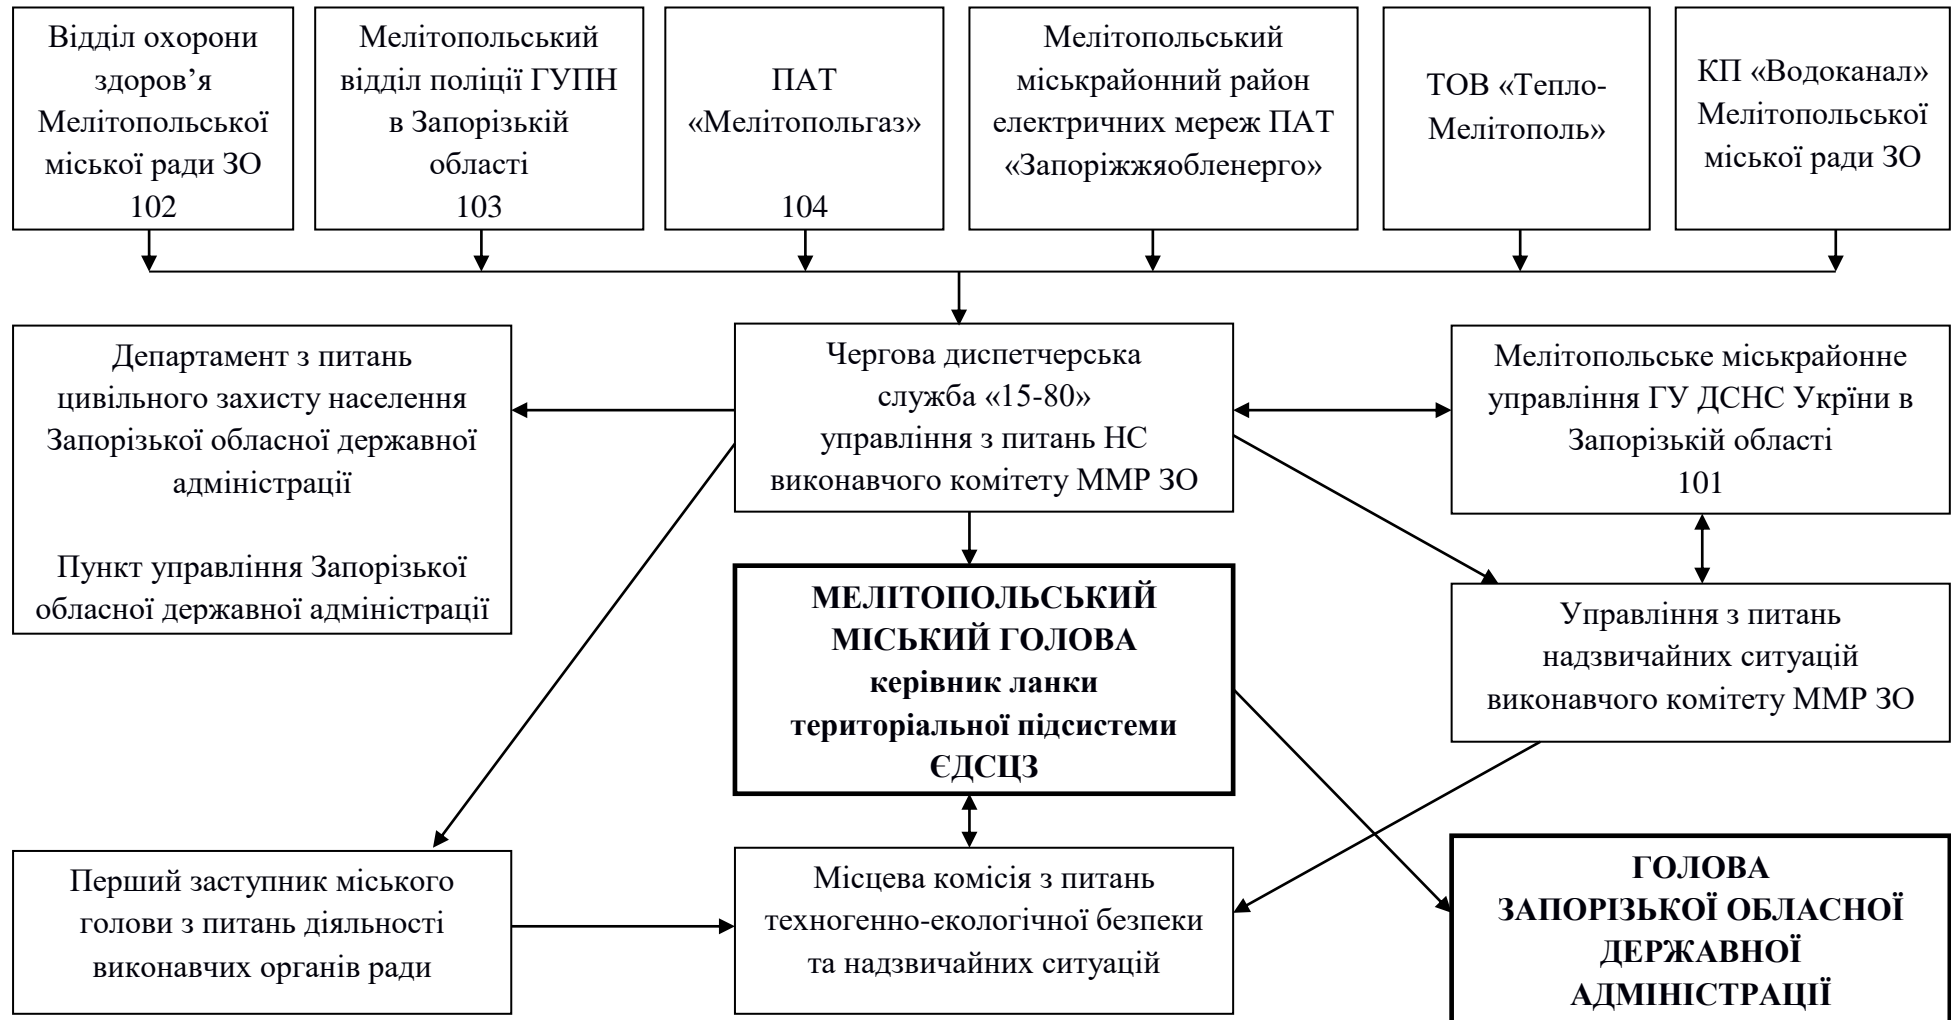 Відділ охорони
здоров’я
Мелітопольської
міської ради ЗО
102
Мелітопольський
відділ поліції ГУПН
в Запорізькій
області
103
ПАТ
«Мелітопольгаз»
104
Мелітопольський
міськрайонний район
електричних мереж ПАТ
«Запоріжжяобленерго»
ТОВ «Тепло-
Мелітополь»
КП «Водоканал»
Мелітопольської
міської ради ЗО
Департамент з питань
цивільного захисту населення
Запорізької обласної державної
адміністрації
Пункт управління Запорізької
обласної державної адміністрації
Чергова диспетчерська
служба «15-80»
управління з питань НС
виконавчого комітету ММР ЗО
Мелітопольське міськрайонне
управління ГУ ДСНС Укрїни в
Запорізькій області
101
МЕЛІТОПОЛЬСЬКИЙ
МІСЬКИЙ ГОЛОВА
керівник ланки
територіальної підсистеми
ЄДСЦЗ
Управління з питань
надзвичайних ситуацій
виконавчого комітету ММР ЗО
Перший заступник міського
голови з питань діяльності
виконавчих органів ради
Місцева комісія з питань
техногенно-екологічної безпеки
та надзвичайних ситуацій
ГОЛОВА
ЗАПОРІЗЬКОЇ ОБЛАСНОЇ
ДЕРЖАВНОЇ
АДМІНІСТРАЦІЇ